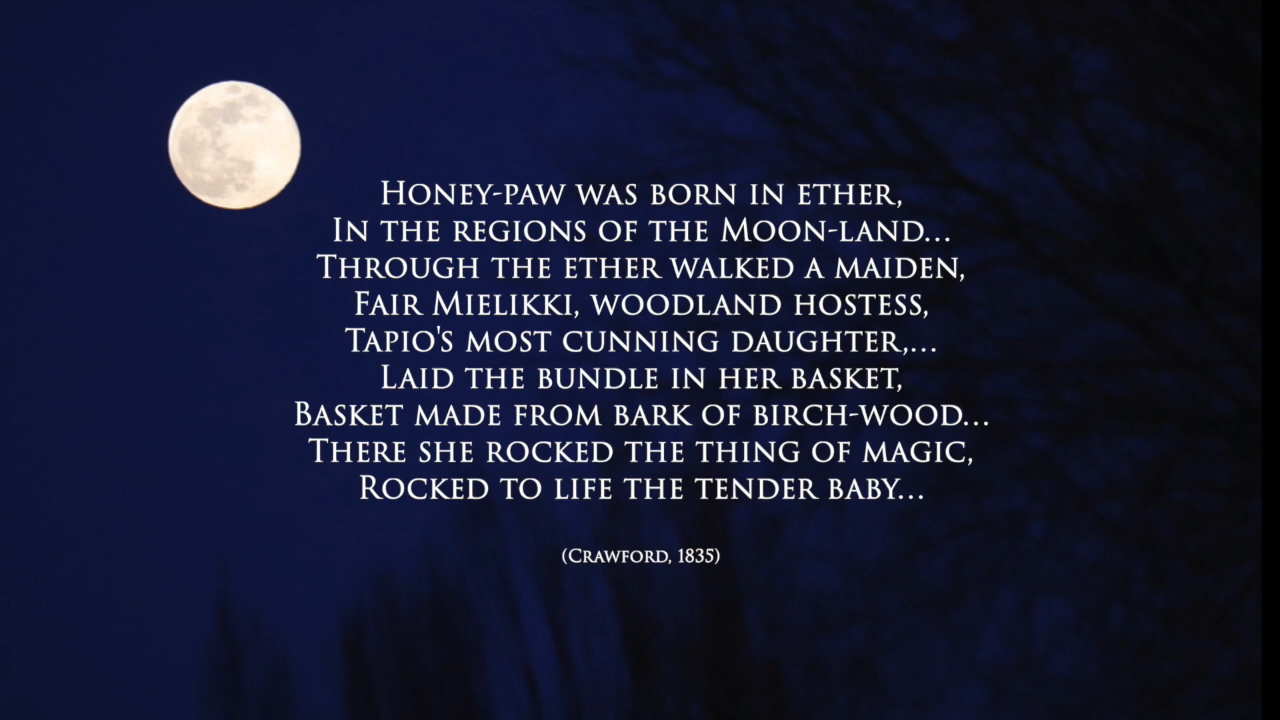 Honey-paw was born in ether,
In the regions of the Moon-land...
Through the ether walked a maiden,
Fair Mielikki, woodland hostess,
Tapio's most cunning daughter,...
Laid the bundle in her basket,
Basket made from bark of birch-wood...
There she rocked the thing of magic,
Rocked to life the tender baby...
(Crawford, 1835)